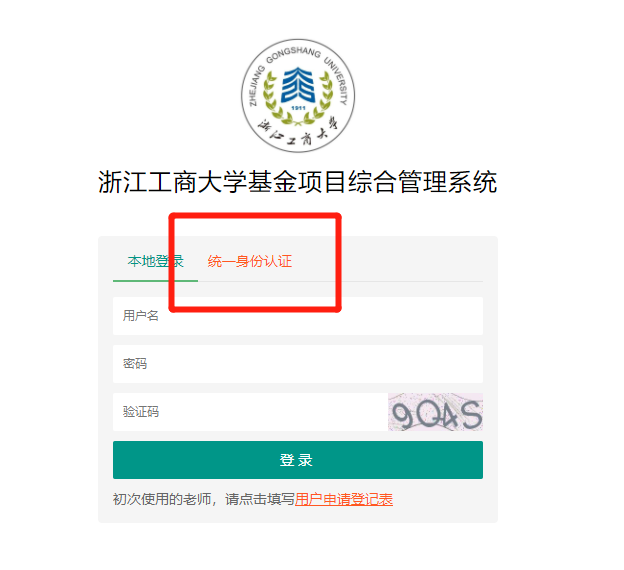 ZHEJIANG GONGSHANG UNIVERSITY
1911
浙江工商大学
浙江工商大学基金项目综合管理系统
本地登录 统一身份认证
用户名
密码
验证码 9Q4S
登 录
初次使用的老师，请点击填写用户申请登记表